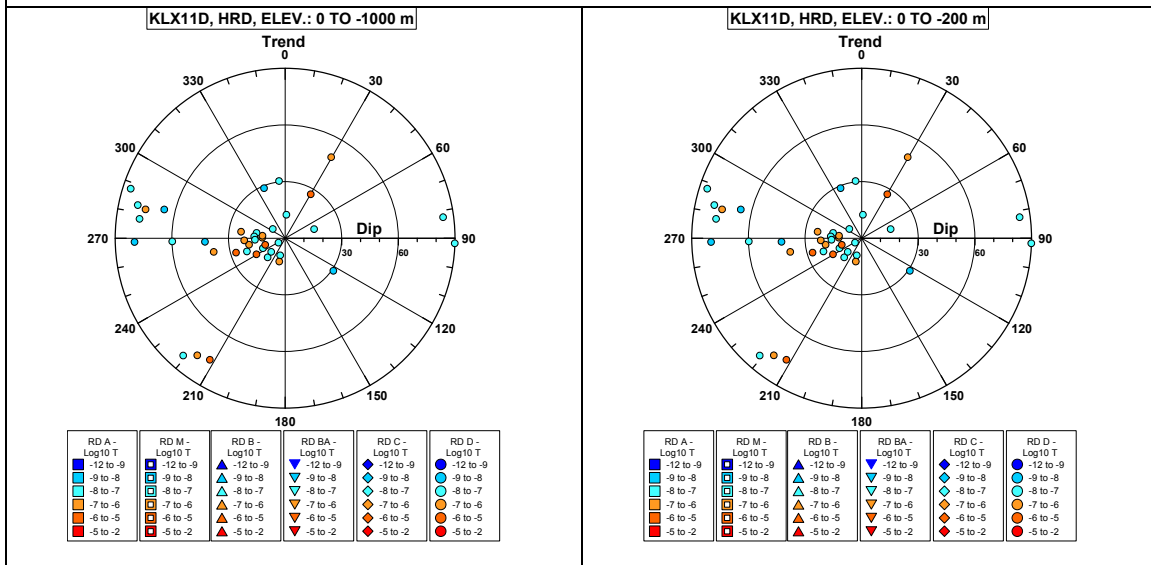 KLX11D, HRD, ELEV.: 0 TO -1000 m
Trend
0
330 30
300 60
270 Dip 90
30 60
240 120
210 150
180
RD A - RD M - RD B - RD BA - RD C - RD D -
Log10 T Log10 T Log10 T Log10 T Log10 T Log10 T
-12 to -9 -12 to -9 -12 to -9 -12 to -9 -12 to -9 -12 to -9
-9 to -8 -9 to -8 -9 to -8 -9 to -8 -9 to -8 -9 to -8
-8 to -7 -8 to -7 -8 to -7 -8 to -7 -8 to -7 -8 to -7
-7 to -6 -7 to -6 -7 to -6 -7 to -6 -7 to -6 -7 to -6
-6 to -5 -6 to -5 -6 to -5 -6 to -5 -6 to -5 -6 to -5
-5 to -2 -5 to -2 -5 to -2 -5 to -2 -5 to -2 -5 to -2
KLX11D, HRD, ELEV.: 0 TO -200 m
Trend
0
330 30
300 60
270 Dip 90
30 60
240 120
210 150
180
RD A - RD M - RD B - RD BA - RD C - RD D -
Log10 T Log10 T Log10 T Log10 T Log10 T Log10 T
-12 to -9 -12 to -9 -12 to -9 -12 to -9 -12 to -9 -12 to -9
-9 to -8 -9 to -8 -9 to -8 -9 to -8 -9 to -8 -9 to -8
-8 to -7 -8 to -7 -8 to -7 -8 to -7 -8 to -7 -8 to -7
-7 to -6 -7 to -6 -7 to -6 -7 to -6 -7 to -6 -7 to -6
-6 to -5 -6 to -5 -6 to -5 -6 to -5 -6 to -5 -6 to -5
-5 to -2 -5 to -2 -5 to -2 -5 to -2 -5 to -2 -5 to -2